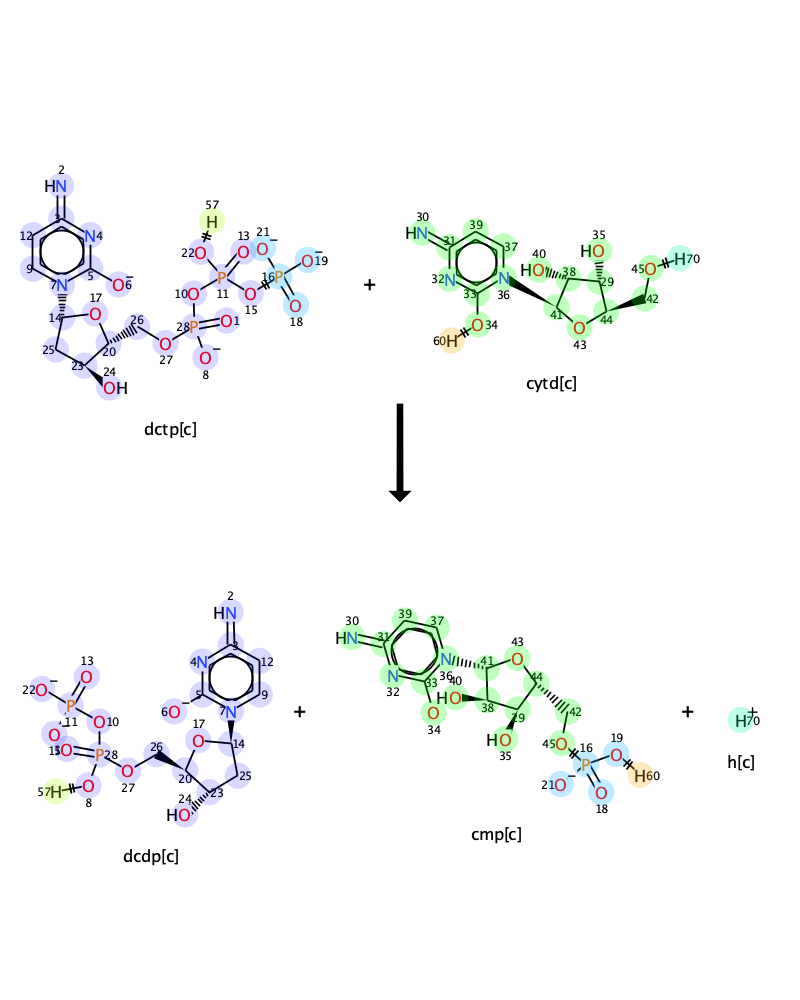 2
HN
57
H
3
12
N4
9
5
7N
O6-
22O
13
O
21
O-
O19-
16P
P
11
10
O
15
O
O
18
14
17
O
26
28P
O1
O-
8
O
27
25
20
23
24
OH
dctp[c]
+
30
HN
31
39
37
32N
33
N
36
60H
O34
40
HO
38
35
HO
29
45O
H70
42
41
O
43
44
cytd[c]
2
HN
3
4N
12
5
9
7N
6O-
13
O
22O-
P
11
O
10
O
15
O
P28
57H
O
8
O
27
26
17
O
14
20
25
23
24
HO
dcdp[c]
+
30
HN
31
39
37
N
32
33
N
36
O
34
41
43
O
44
40
HO
38
29
HO
35
42
45O
16
P
19
O
H60
21O-
O
18
cmp[c]
+
H70+
h[c]